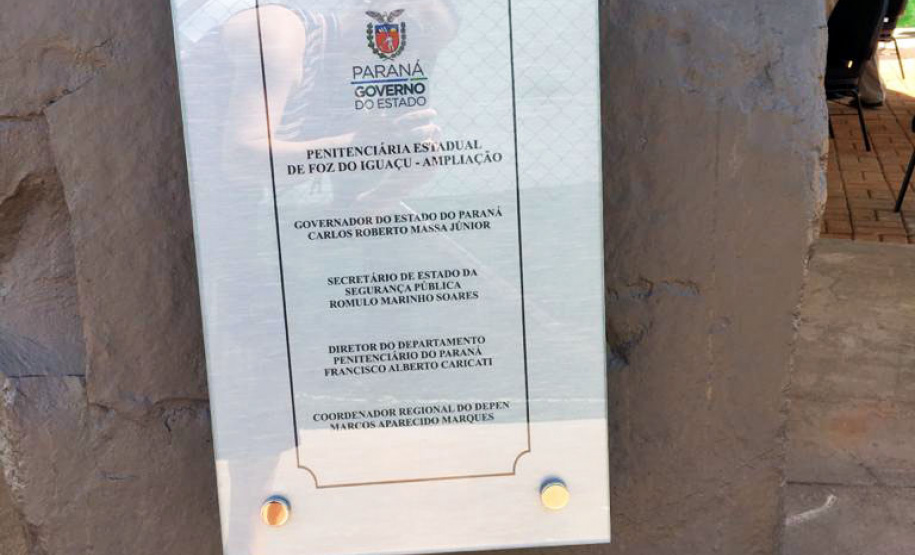 PARANÁ
GOVERNO
DO ESTADO
PENITENCIÁRIA ESTADUAL
DE FOZ DO IGUAÇU - AMPLIAÇÃO
GOVERNADOR DO ESTADO DO PARANÁ
CARLOS ROBERTO MASSA JÚNIOR
SECRETÁRIO DE ESTADO DA
SEGURANÇA PÚBLICA
ROMULO MARINHO SOARES
DIRETOR DO DEPARTAMENTO
PENITENCIÁRIO DO PARANÁ
FRANCISCO ALBERTO CARICATI
COORDENADOR REGIONAL DO DEPEN
MARCOS APARECIDO MARQUES